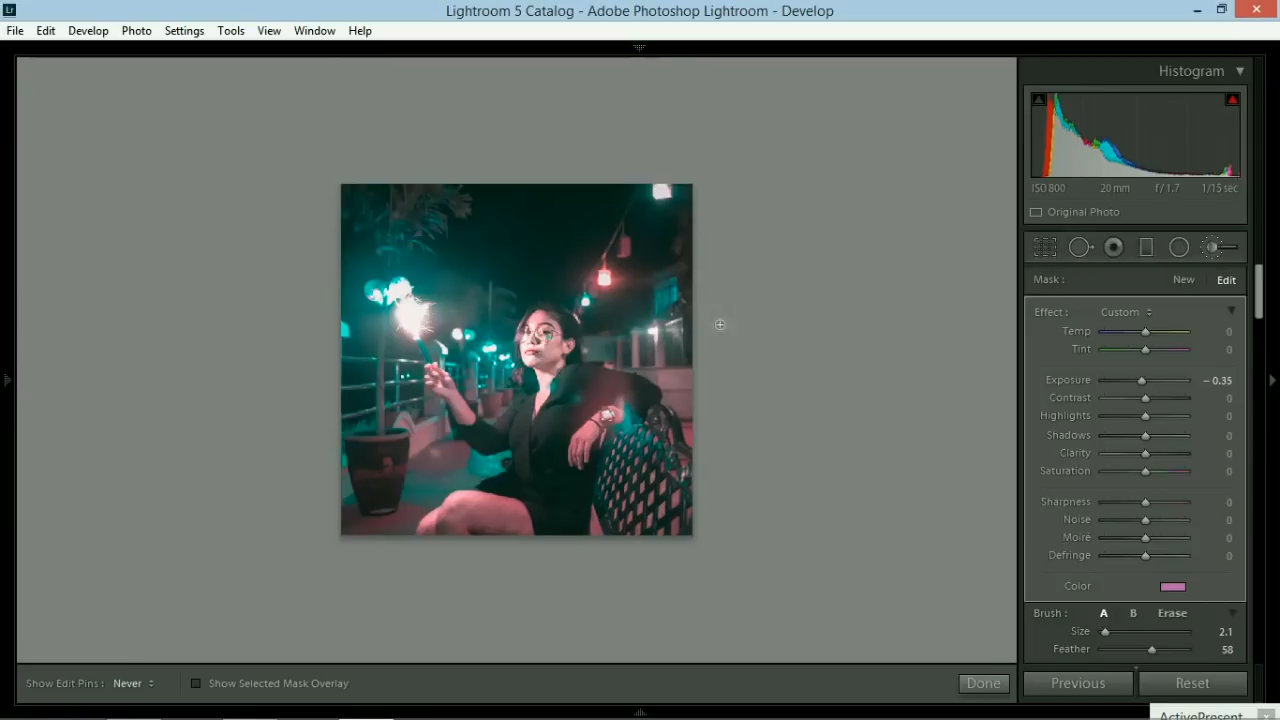 Lr Lightroom 5 Catalog - Adobe Photoshop Lightroom - Develop
File Edit Develop Photo Settings Tools View Window Help
Histogram
ISO 800 20 mm f / 1.7 1/15 sec
Original Photo
Mask : New Edit
Effect : Custom
Temp 0
Tint 0
Exposure – 0.35
Contrast 0
Highlights 0
Shadows 0
Clarity 0
Saturation 0
Sharpness 0
Noise 0
Moiré 0
Defringe 0
Color
Brush : A B Erase
Size 2.1
Feather 58
Show Edit Pins : Never Show Selected Mask Overlay Done Previous Reset
ActivePresent